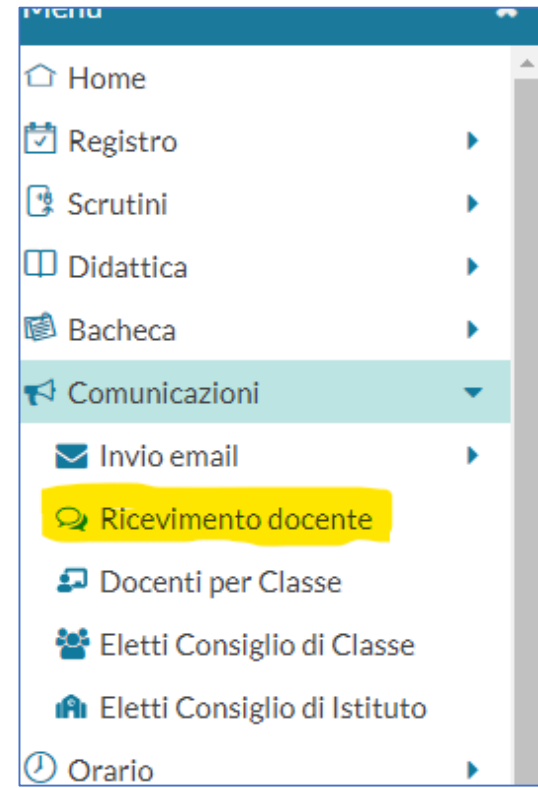 Menu
Home
Registro
Scrutini
Didattica
Bacheca
Comunicazioni
Invio email
Ricevimento docente
Docenti per Classe
Eletti Consiglio di Classe
Eletti Consiglio di Istituto
Orario